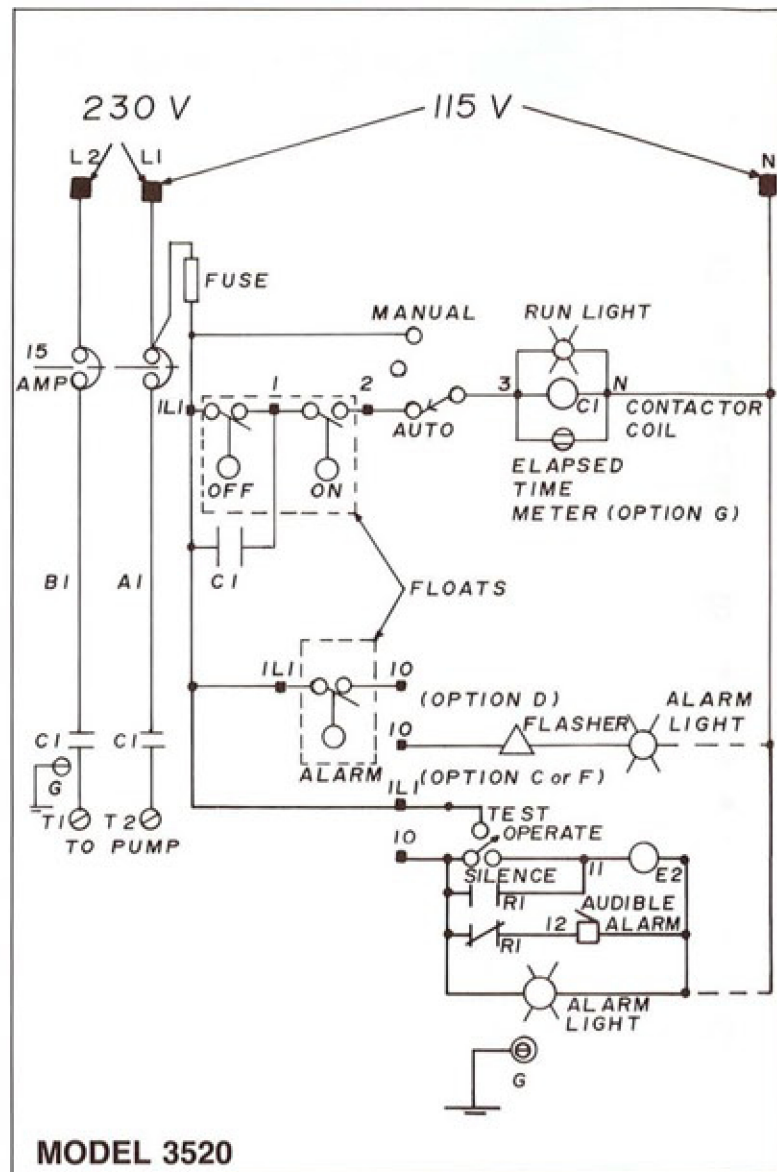 230 V
115 V
L2
L1
N
FUSE
MANUAL
RUN LIGHT
15
AMP
1L1
1
2
AUTO
3
N
C1
CONTACTOR
COIL
OFF
ON
ELAPSED
TIME
METER (OPTION G)
C1
B1
A1
FLOATS
1L1
10
(OPTION D)
ALARM
LIGHT
10
FLASHER
C1
C1
G
ALARM
1L1
(OPTION C or F)
T1
T2
TO PUMP
TEST
OPERATE
10
SILENCE
11
E2
R1
AUDIBLE
ALARM
12
R1
ALARM
LIGHT
G
MODEL 3520